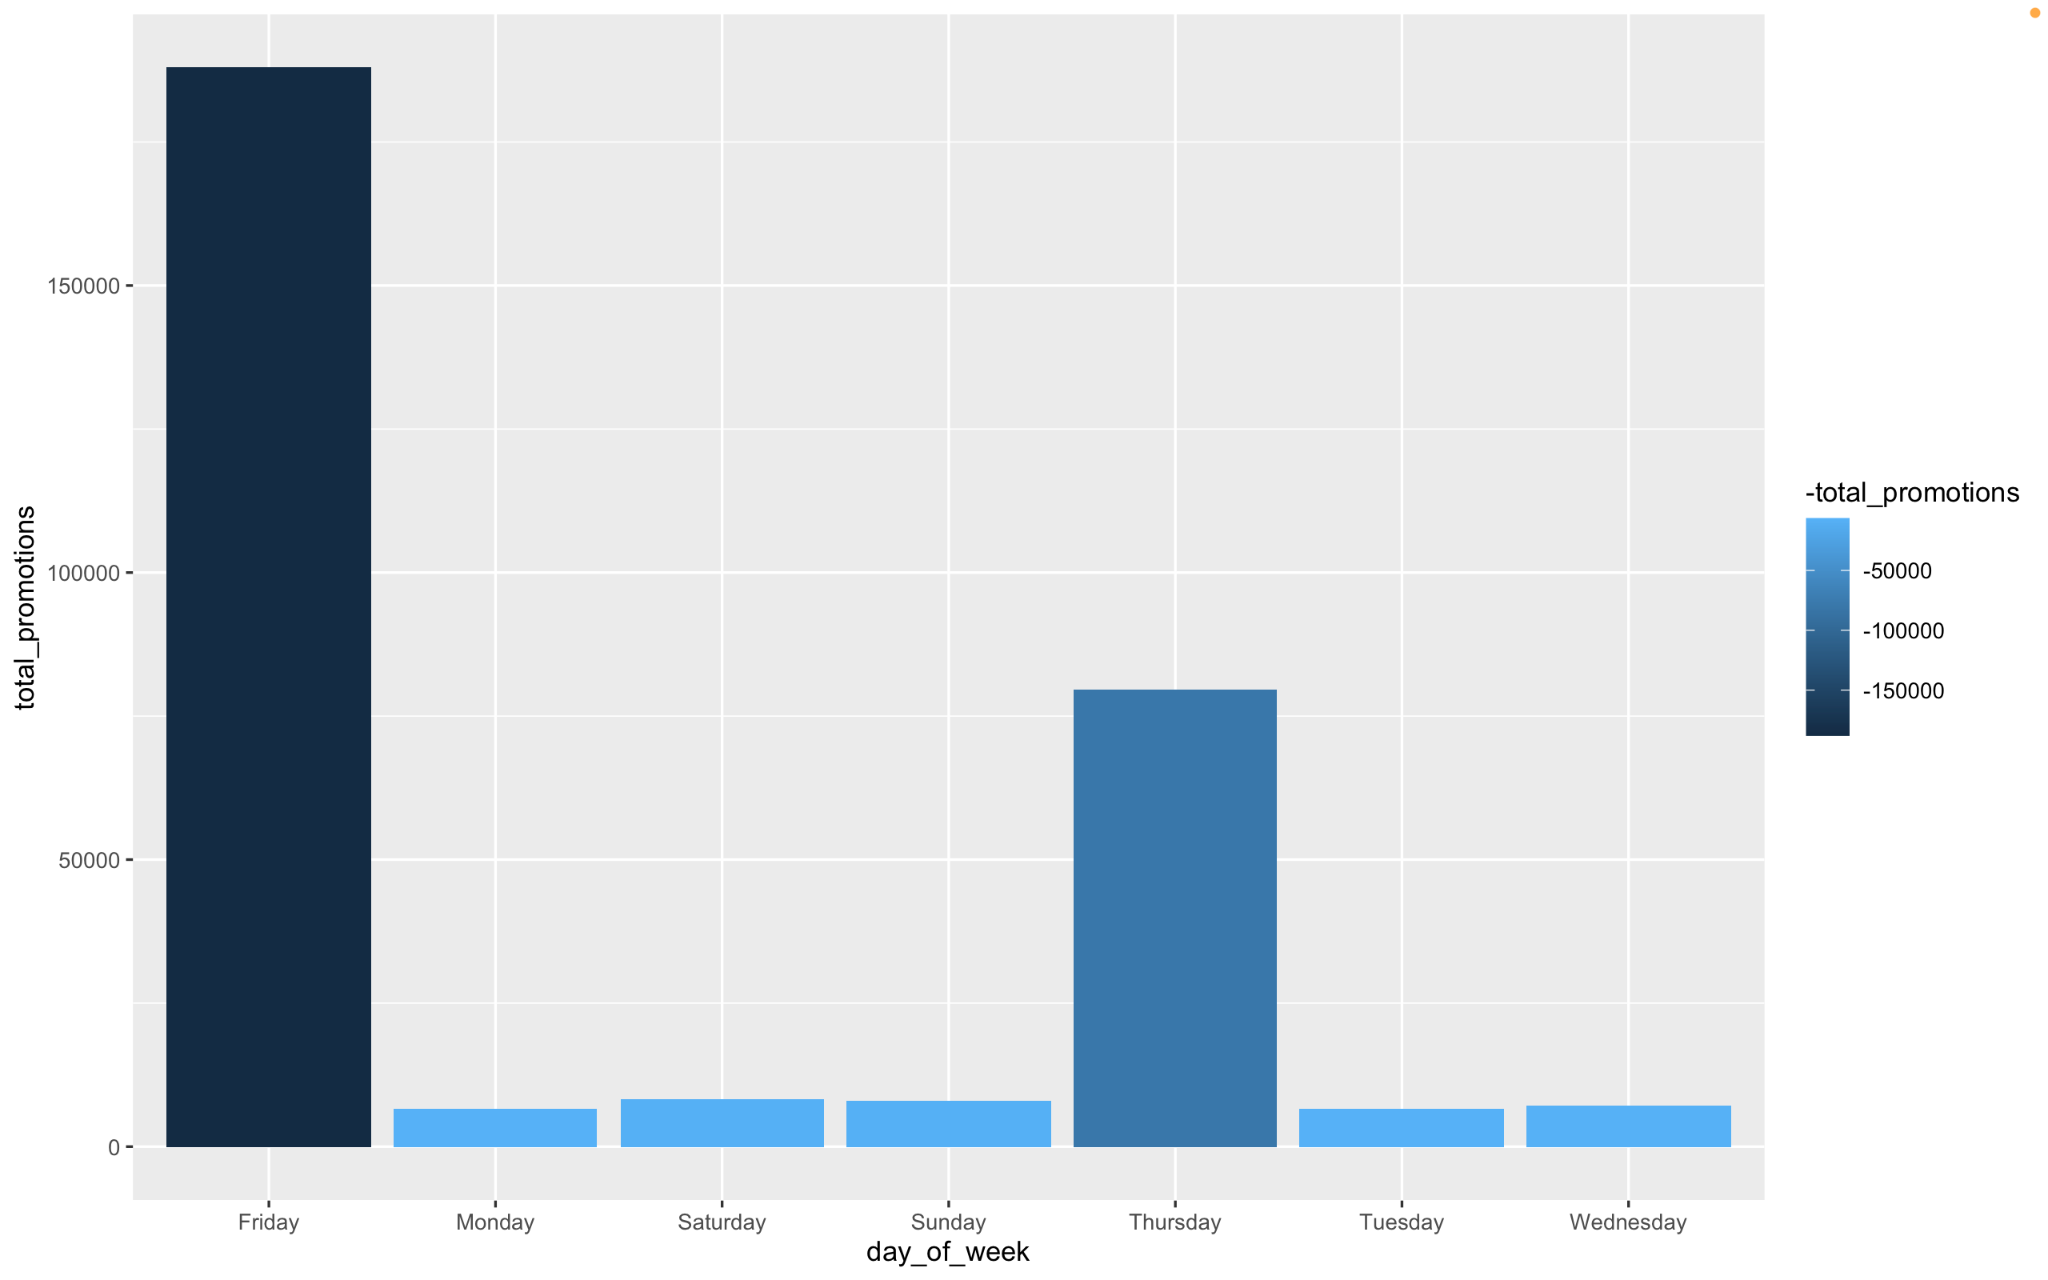 total_promotions
150000
100000
50000
0
Friday Monday Saturday Sunday Thursday Tuesday Wednesday
day_of_week
-total_promotions
-50000
-100000
-150000